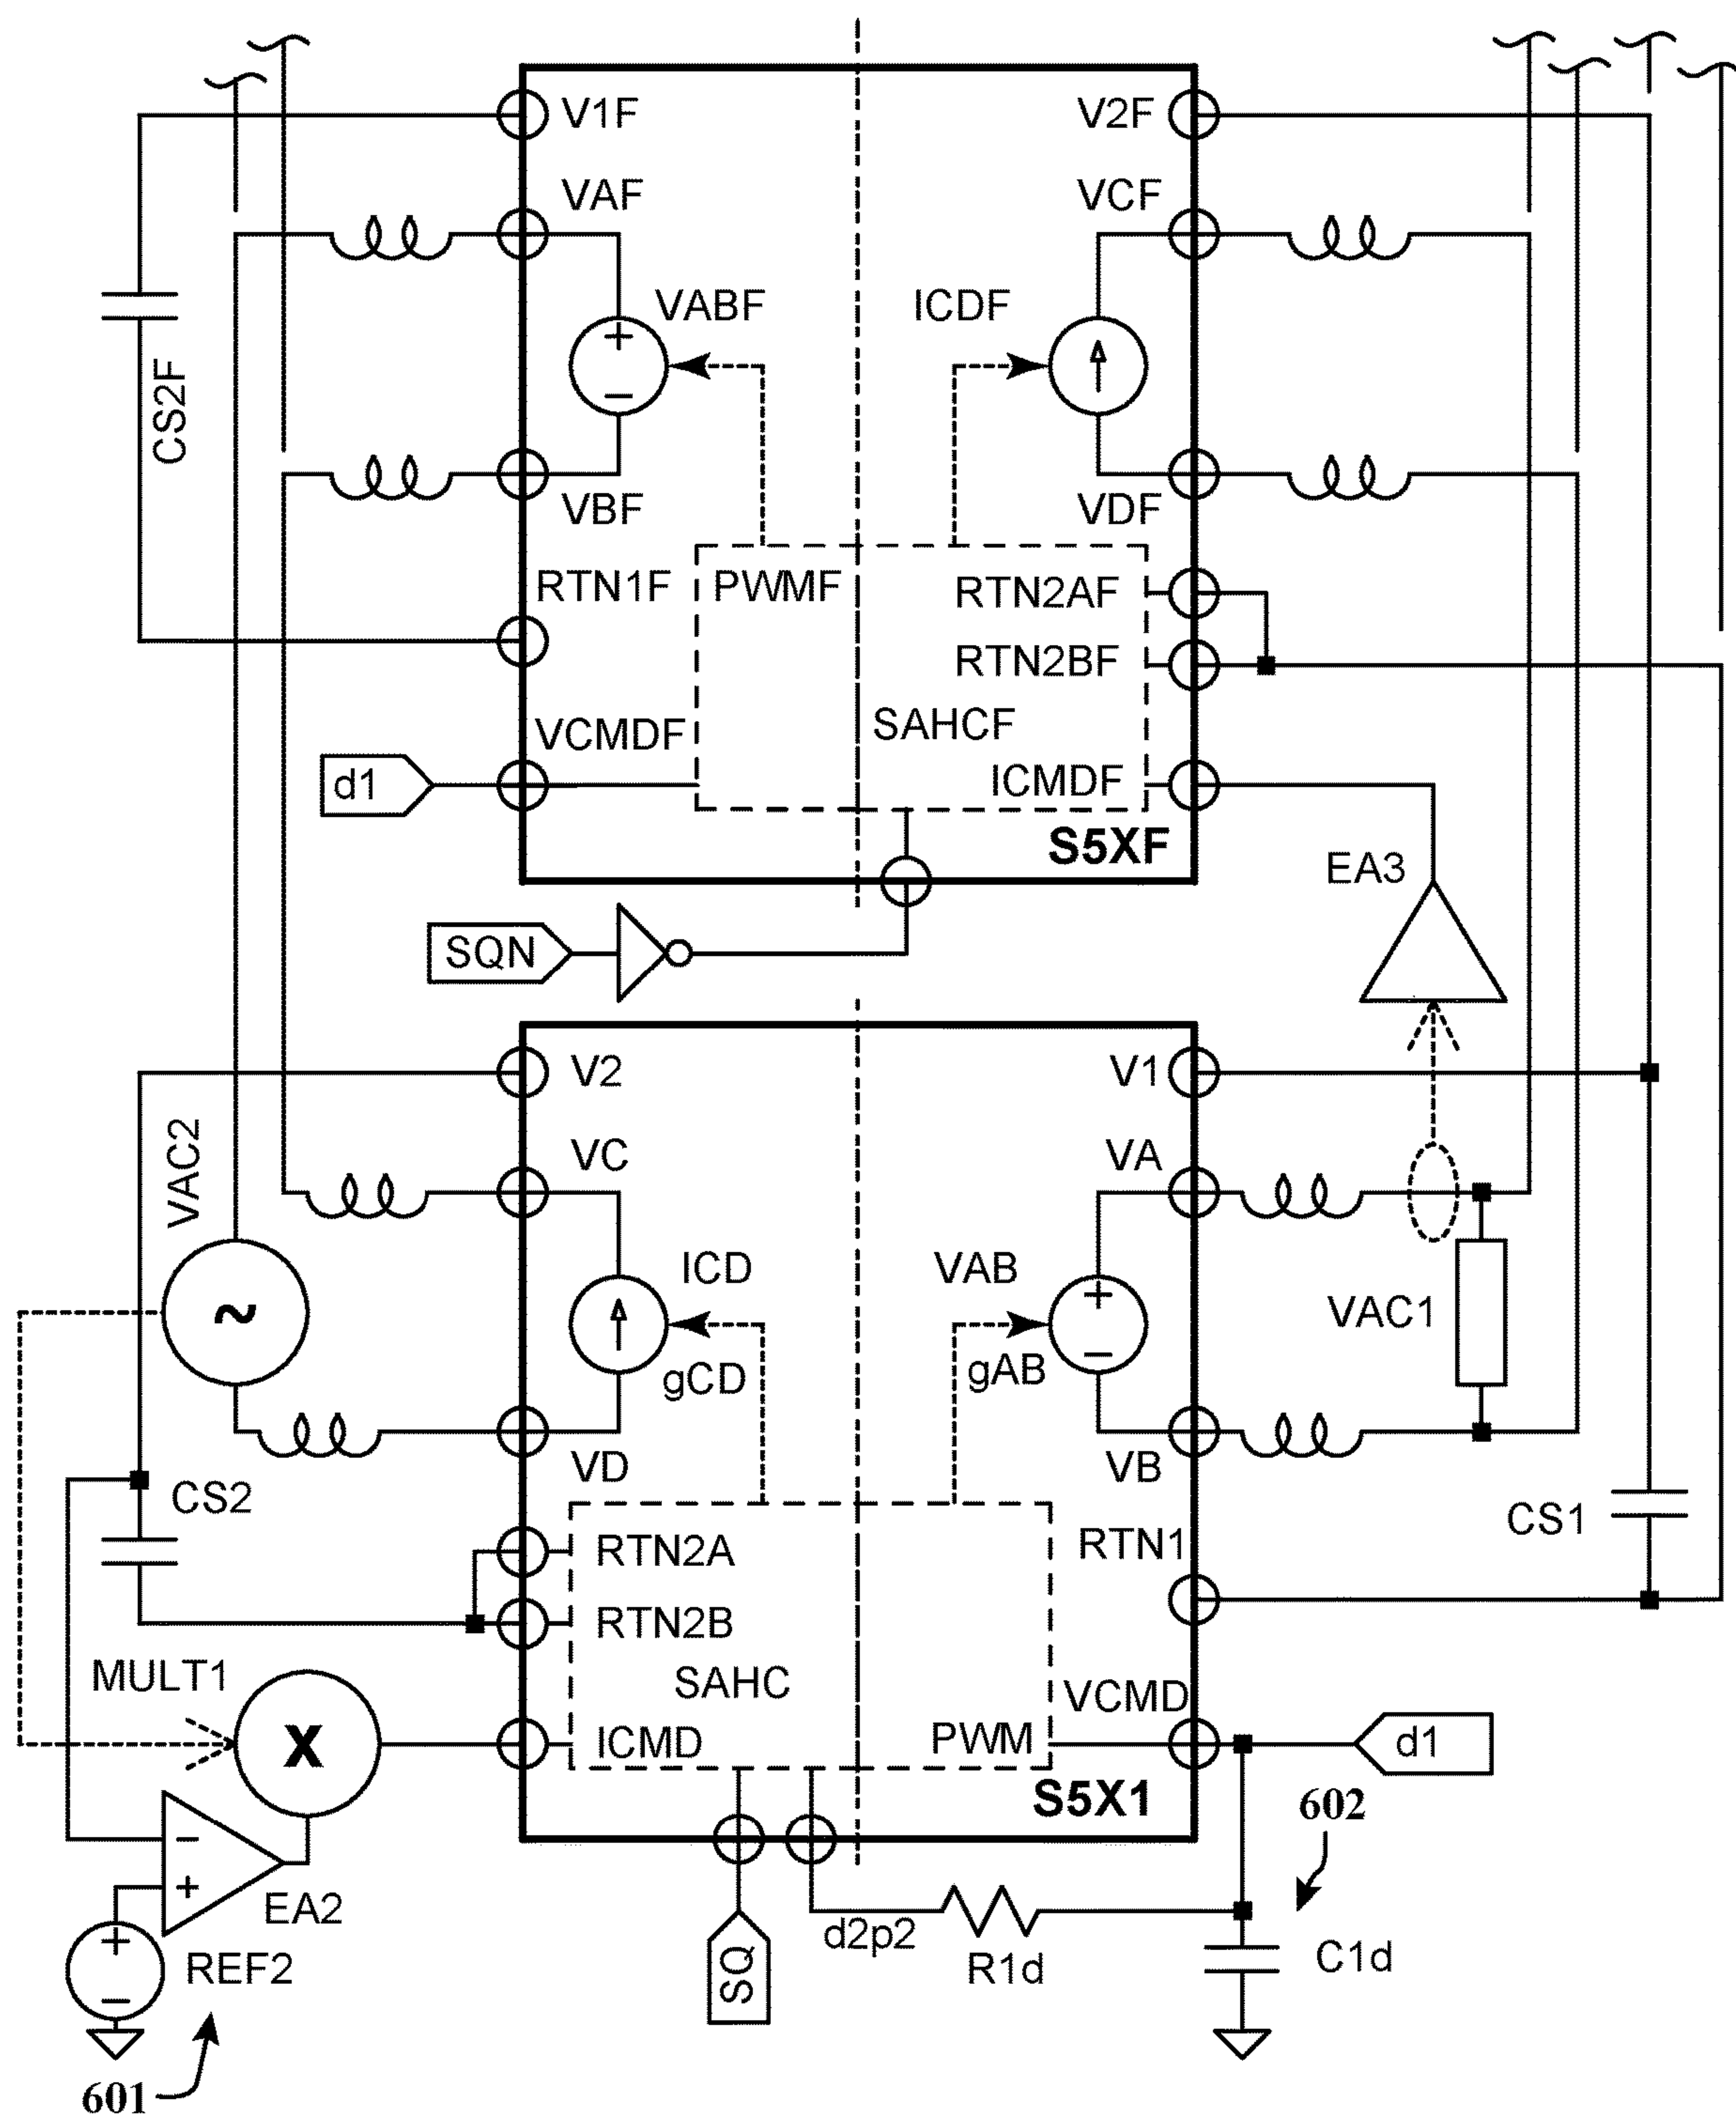 V1F
V2F
VAF
VCF
VABF
ICDF
CS2F
VBF
VDF
RTN1F
PWMF
RTN2AF
RTN2BF
VCMDF
SAHCF
d1
ICMDF
S5XF
EA3
SQN
V2
V1
VAC2
VC
VA
~
ICD
VAB
VAC1
gCD
gAB
VD
VB
CS2
CS1
RTN2A
RTN1
RTN2B
MULT1
SAHC
VCMD
X
ICMD
PWM
d1
S5X1
602
EA2
d2p2
REF2
SQ
R1d
C1d
601